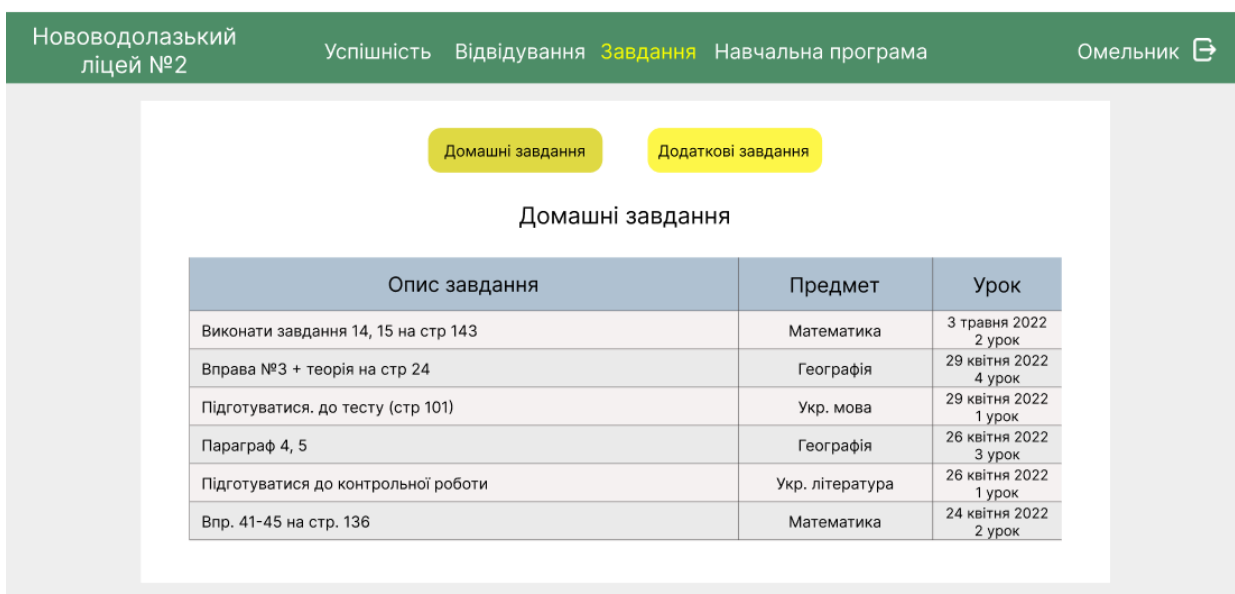 Нововодолазький
ліцей №2
Успішність Відвідування Завдання Навчальна програма
Омельник
Домашні завдання Додаткові завдання
Домашні завдання
Опис завдання Предмет Урок
Виконати завдання 14, 15 на стр 143 Математика 3 травня 2022
2 урок
Вправа №3 + теорія на стр 24 Географія 29 квітня 2022
4 урок
Підготуватися. до тесту (стр 101) Укр. мова 29 квітня 2022
1 урок
Параграф 4, 5 Географія 26 квітня 2022
3 урок
Підготуватися до контрольної роботи Укр. література 26 квітня 2022
1 урок
Впр. 41-45 на стр. 136 Математика 24 квітня 2022
2 урок